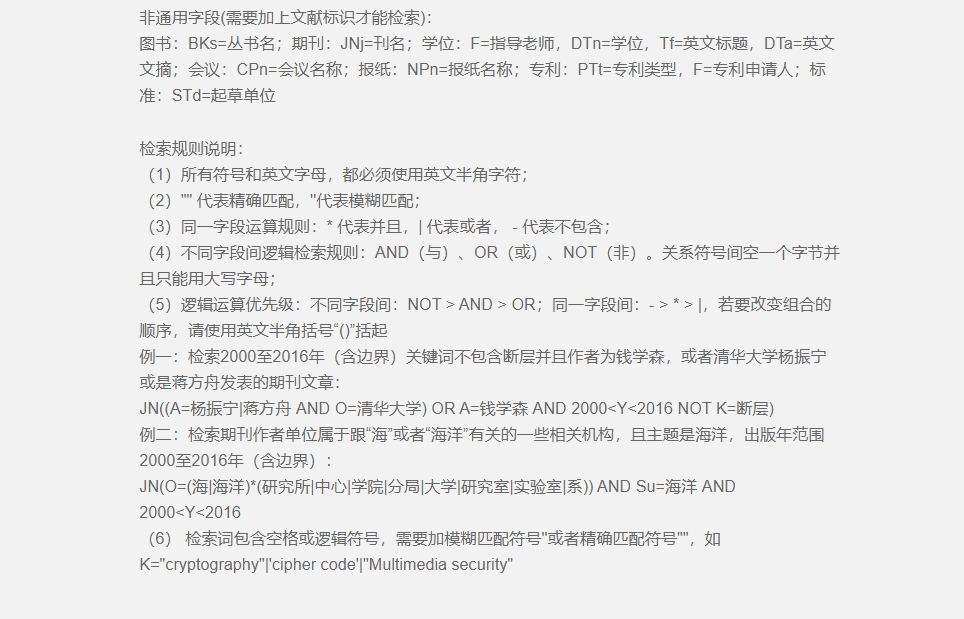 非通用字段(需要加上文献标识才能检索)：
图书：BKs=丛书名；期刊：JNj=刊名；学位：F=指导老师，DTn=学位，Tf=英文标题，DTa=英文
文摘；会议：CPn=会议名称；报纸：NPn=报纸名称；专利：PTt=专利类型，F=专利申请人；标
准：STd=起草单位
检索规则说明：
（1）所有符号和英文字母，都必须使用英文半角字符；
（2）"" 代表精确匹配，''代表模糊匹配；
（3）同一字段运算规则：* 代表并且，| 代表或者， - 代表不包含；
（4）不同字段间逻辑检索规则：AND（与）、OR（或）、NOT（非）。关系符号间空一个字节并
且只能用大写字母；
（5）逻辑运算优先级：不同字段间：NOT > AND > OR；同一字段间：- > * > |，若要改变组合的
顺序，请使用英文半角括号“()”括起
例一：检索2000至2016年（含边界）关键词不包含断层并且作者为钱学森，或者清华大学杨振宁
或是蒋方舟发表的期刊文章：
JN((A=杨振宁|蒋方舟 AND O=清华大学) OR A=钱学森 AND 2000<Y<2016 NOT K=断层)
例二：检索期刊作者单位属于跟“海”或者“海洋”有关的一些相关机构，且主题是海洋，出版年范围
2000至2016年（含边界）：
JN(O=(海|海洋)*(研究所|中心|学院|分局|大学|研究室|实验室|系)) AND Su=海洋 AND
2000<Y<2016
（6） 检索词包含空格或逻辑符号，需要加模糊匹配符号''或者精确匹配符号""，如
K="cryptography"|'cipher code'|"Multimedia security"